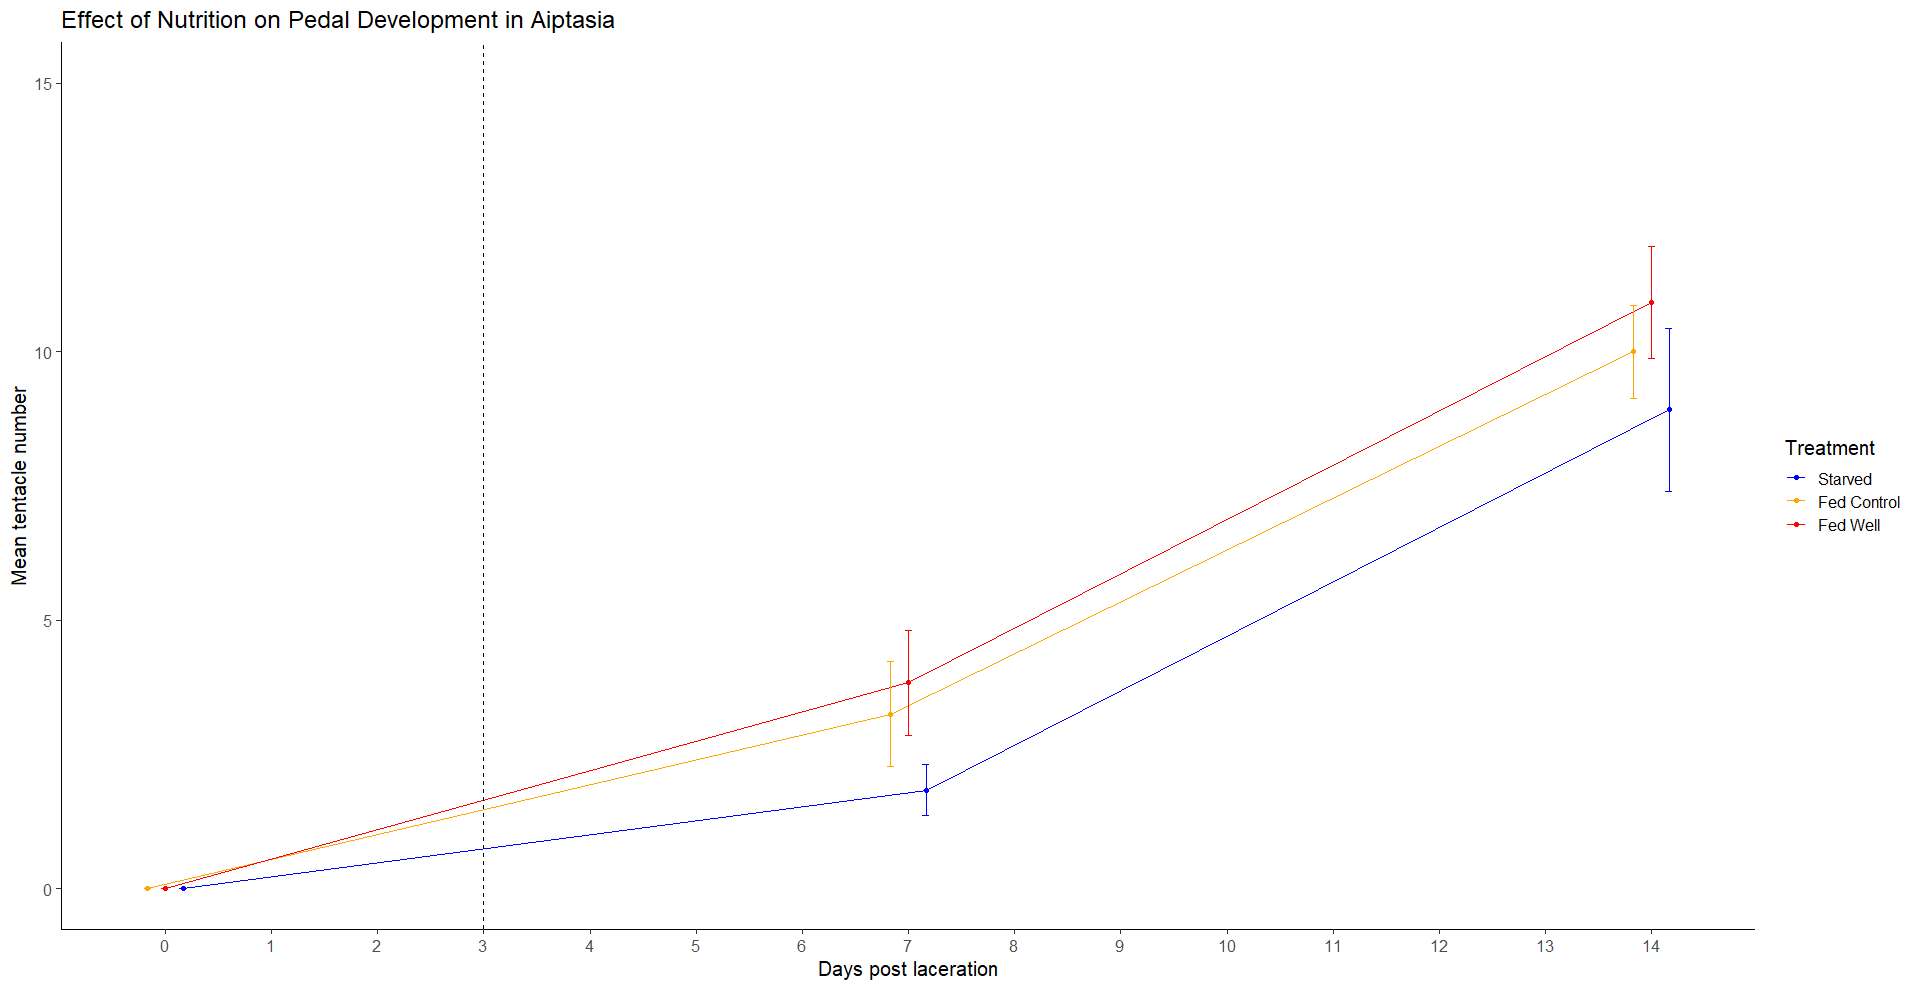 Effect of Nutrition on Pedal Development in Aiptasia
15
10
5
0
Mean tentacle number
0 1 2 3 4 5 6 7 8 9 10 11 12 13 14
Days post laceration
Treatment
Starved
Fed Control
Fed Well